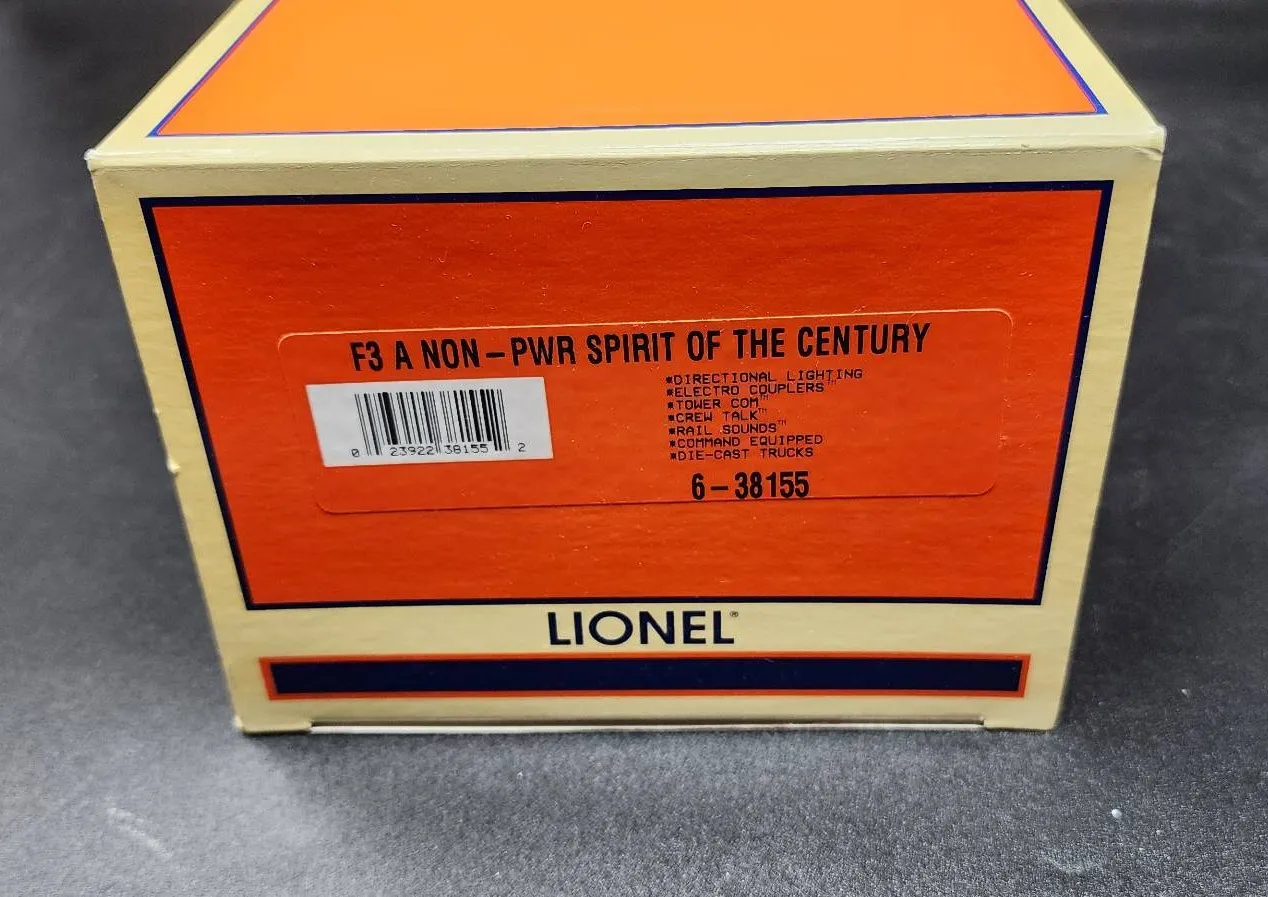 F3 A NON-PWR SPIRIT OF THE CENTURY
*DIRECTIONAL LIGHTING
*ELECTRO COUPLERS™
*TOWER COM™
*CREW TALK™
*RAIL SOUNDS™
*COMMAND EQUIPPED
*DIE-CAST TRUCKS
0 23922 38155 2
6-38155
LIONEL®